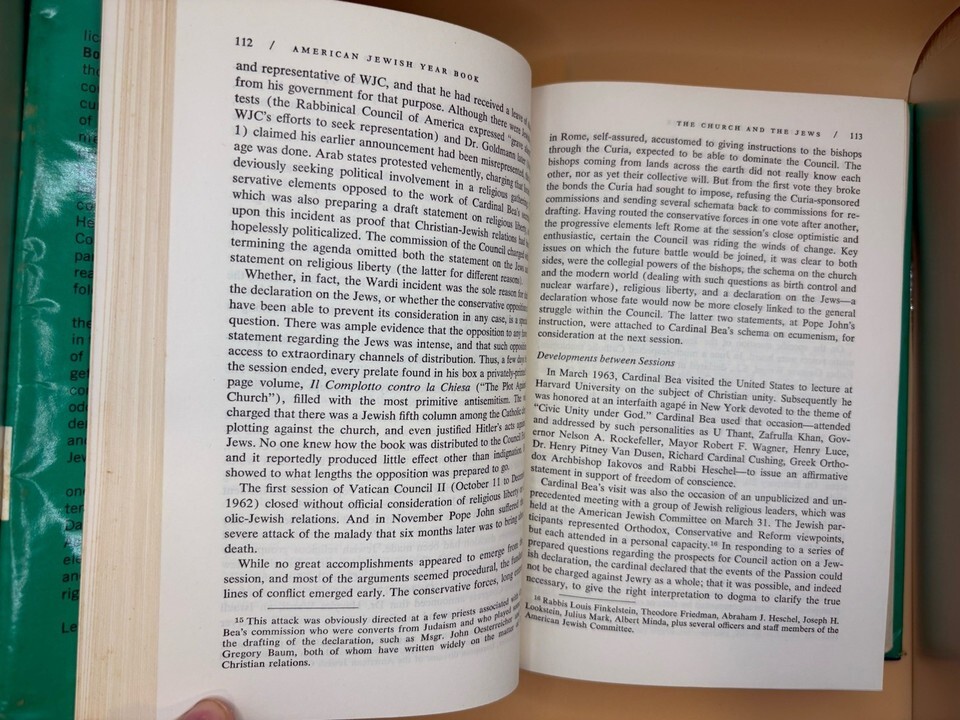 lic
Bo
the
co
cu
of
me
co
He
Co
pa
rea
fol
the
in
of
ge
co
od
de
an
Jew
on
ter
Da
A
ele
an
rig
Le
112 / AMERICAN JEWISH YEAR BOOK
and representative of WJC, and that he had received a leave of
from his government for that purpose. Although there were Jewish
tests (the Rabbinical Council of America expressed "grave
WJC's efforts to seek representation) and Dr. Goldmann later
1) claimed his earlier announcement had been misrepresented, the
age was done. Arab states protested vehemently, charging that
deviously seeking political involvement in a religious gathering
servative elements opposed to the work of Cardinal Bea's
which was also preparing a draft statement on religious liberty
upon this incident as proof that Christian-Jewish relations had
hopelessly politicalized. The commission of the Council charged
termining the agenda omitted both the statement on the Jews
statement on religious liberty (the latter for different reasons).
Whether, in fact, the Wardi incident was the sole reason for
the declaration on the Jews, or whether the conservative opposition
have been able to prevent its consideration in any case, is a
question. There was ample evidence that the opposition to any
statement regarding the Jews was intense, and that such opposition
access to extraordinary channels of distribution. Thus, a few days
the session ended, every prelate found in his box a privately-printed
page volume, Il Complotto contro la Chiesa ("The Plot Against
Church"), filled with the most primitive antisemitism. The
charged that there was a Jewish fifth column among the Catholic
plotting against the church, and even justified Hitler's acts against
Jews. No one knew how the book was distributed to the Council
and it reportedly produced little effect other than indignation.
showed to what lengths the opposition was prepared to go.
The first session of Vatican Council II (October 11 to December
1962) closed without official consideration of religious liberty
olic-Jewish relations. And in November Pope John suffered
severe attack of the malady that six months later was to bring
death.
While no great accomplishments appeared to emerge from
session, and most of the arguments seemed procedural, the
lines of conflict emerged early. The conservative forces, long
15 This attack was obviously directed at a few priests associated with
Bea's commission who were converts from Judaism and who played
the drafting of the declaration, such as Msgr. John Oesterreicher
Gregory Baum, both of whom have written widely on the
Christian relations.
THE CHURCH AND THE JEWS / 113
in Rome, self-assured, accustomed to giving instructions to the bishops
through the Curia, expected to be able to dominate the Council. The
bishops coming from lands across the earth did not really know each
other, nor as yet their collective will. But from the first vote they broke
the bonds the Curia had sought to impose, refusing the Curia-sponsored
commissions and sending several schemata back to commissions for re-
drafting. Having routed the conservative forces in one vote after another,
the progressive elements left Rome at the session's close optimistic and
enthusiastic, certain the Council was riding the winds of change. Key
issues on which the future battle would be joined, it was clear to both
sides, were the collegial powers of the bishops, the schema on the church
and the modern world (dealing with such questions as birth control and
nuclear warfare), religious liberty, and a declaration on the Jews—a
declaration whose fate would now be more closely linked to the general
struggle within the Council. The latter two statements, at Pope John's
instruction, were attached to Cardinal Bea's schema on ecumenism, for
consideration at the next session.
Developments between Sessions
In March 1963, Cardinal Bea visited the United States to lecture at
Harvard University on the subject of Christian unity. Subsequently he
was honored at an interfaith agapé in New York devoted to the theme of
"Civic Unity under God." Cardinal Bea used that occasion—attended
and addressed by such personalities as U Thant, Zafrulla Khan, Gov-
ernor Nelson A. Rockefeller, Mayor Robert F. Wagner, Henry Luce,
Dr. Henry Pitney Van Dusen, Richard Cardinal Cushing, Greek Ortho-
dox Archbishop Iakovos and Rabbi Heschel—to issue an affirmative
statement in support of freedom of conscience.
Cardinal Bea's visit was also the occasion of an unpublicized and un-
precedented meeting with a group of Jewish religious leaders, which was
held at the American Jewish Committee on March 31. The Jewish par-
ticipants represented Orthodox, Conservative and Reform viewpoints,
but each attended in a personal capacity.16 In responding to a series of
prepared questions regarding the prospects for Council action on a Jew-
ish declaration, the cardinal declared that the events of the Passion could
not be charged against Jewry as a whole; that it was possible, and indeed
necessary, to give the right interpretation to dogma to clarify the true
16 Rabbis Louis Finkelstein, Theodore Friedman, Abraham J. Heschel, Joseph H.
Lookstein, Julius Mark, Albert Minda, plus several officers and staff members of the
American Jewish Committee.